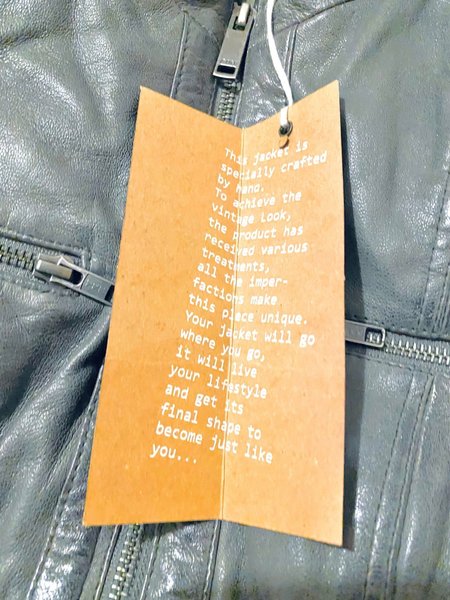 This jacket is
specially crafted
by hand.
To achieve the
vintage Look,
the product has
received various
treatments,
all the imper-
factions make
this piece unique.
Your jacket will go
where you go,
it will live
your lifestyle
and get its
final shape to
become just like
you...